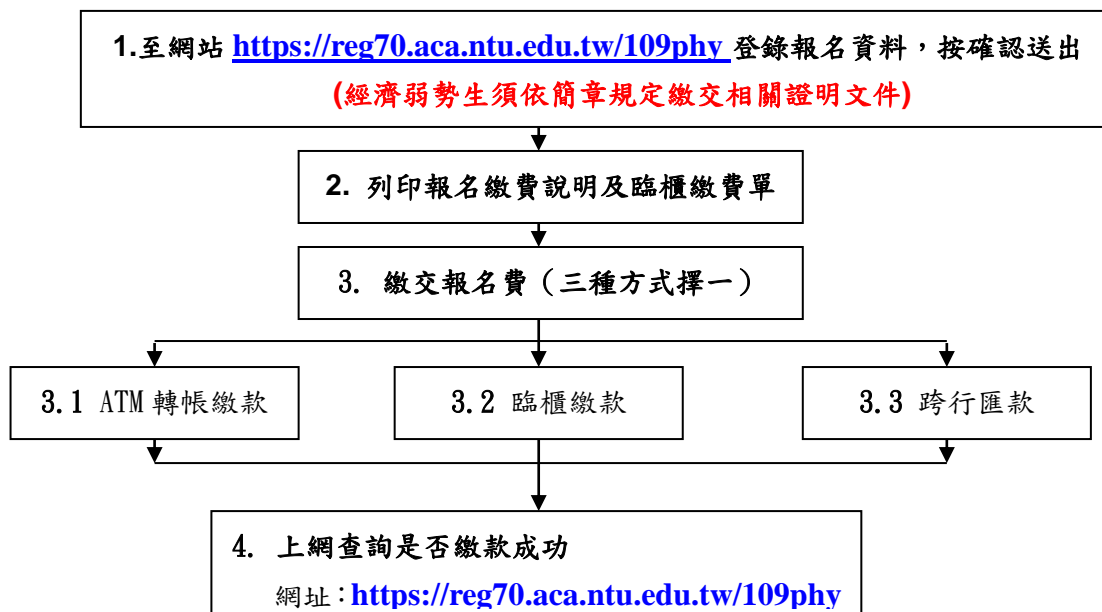 1.至網站 https://reg70.aca.ntu.edu.tw/109phy 登錄報名資料，按確認送出
(經濟弱勢生須依簡章規定繳交相關證明文件)
2. 列印報名繳費說明及臨櫃繳費單
3. 繳交報名費（三種方式擇一）
3.1 ATM 轉帳繳款
3.2 臨櫃繳款
3.3 跨行匯款
4. 上網查詢是否繳款成功
網址：https://reg70.aca.ntu.edu.tw/109phy